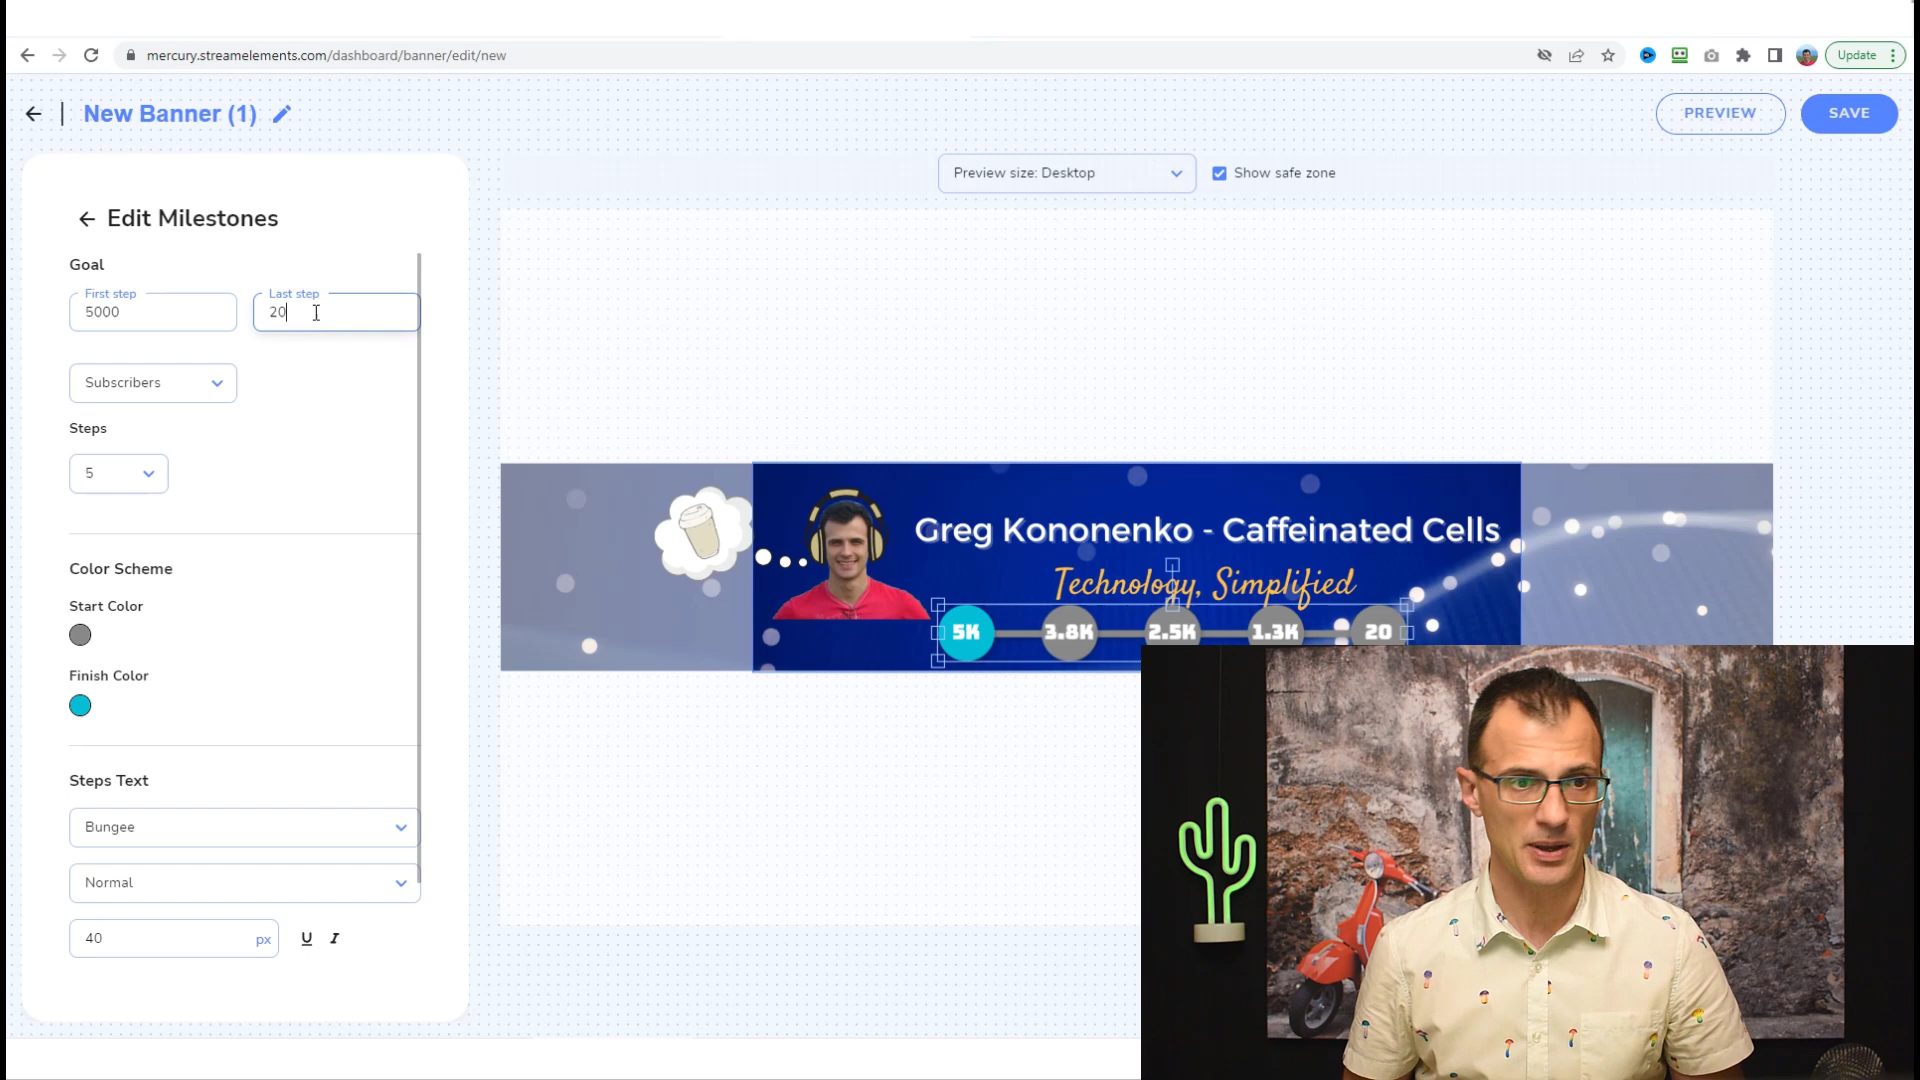 mercury.streamelements.com/dashboard/banner/edit/new
Update
New Banner (1)
PREVIEW
SAVE
Preview size: Desktop
Show safe zone
Edit Milestones
Goal
First step
Last step
5000
20
Subscribers
Steps
5
Color Scheme
Start Color
Finish Color
Steps Text
Bungee
Normal
40 px U I
Greg Kononenko - Caffeinated Cells
Technology, Simplified
5K 3.8K 2.5K 1.3K 20